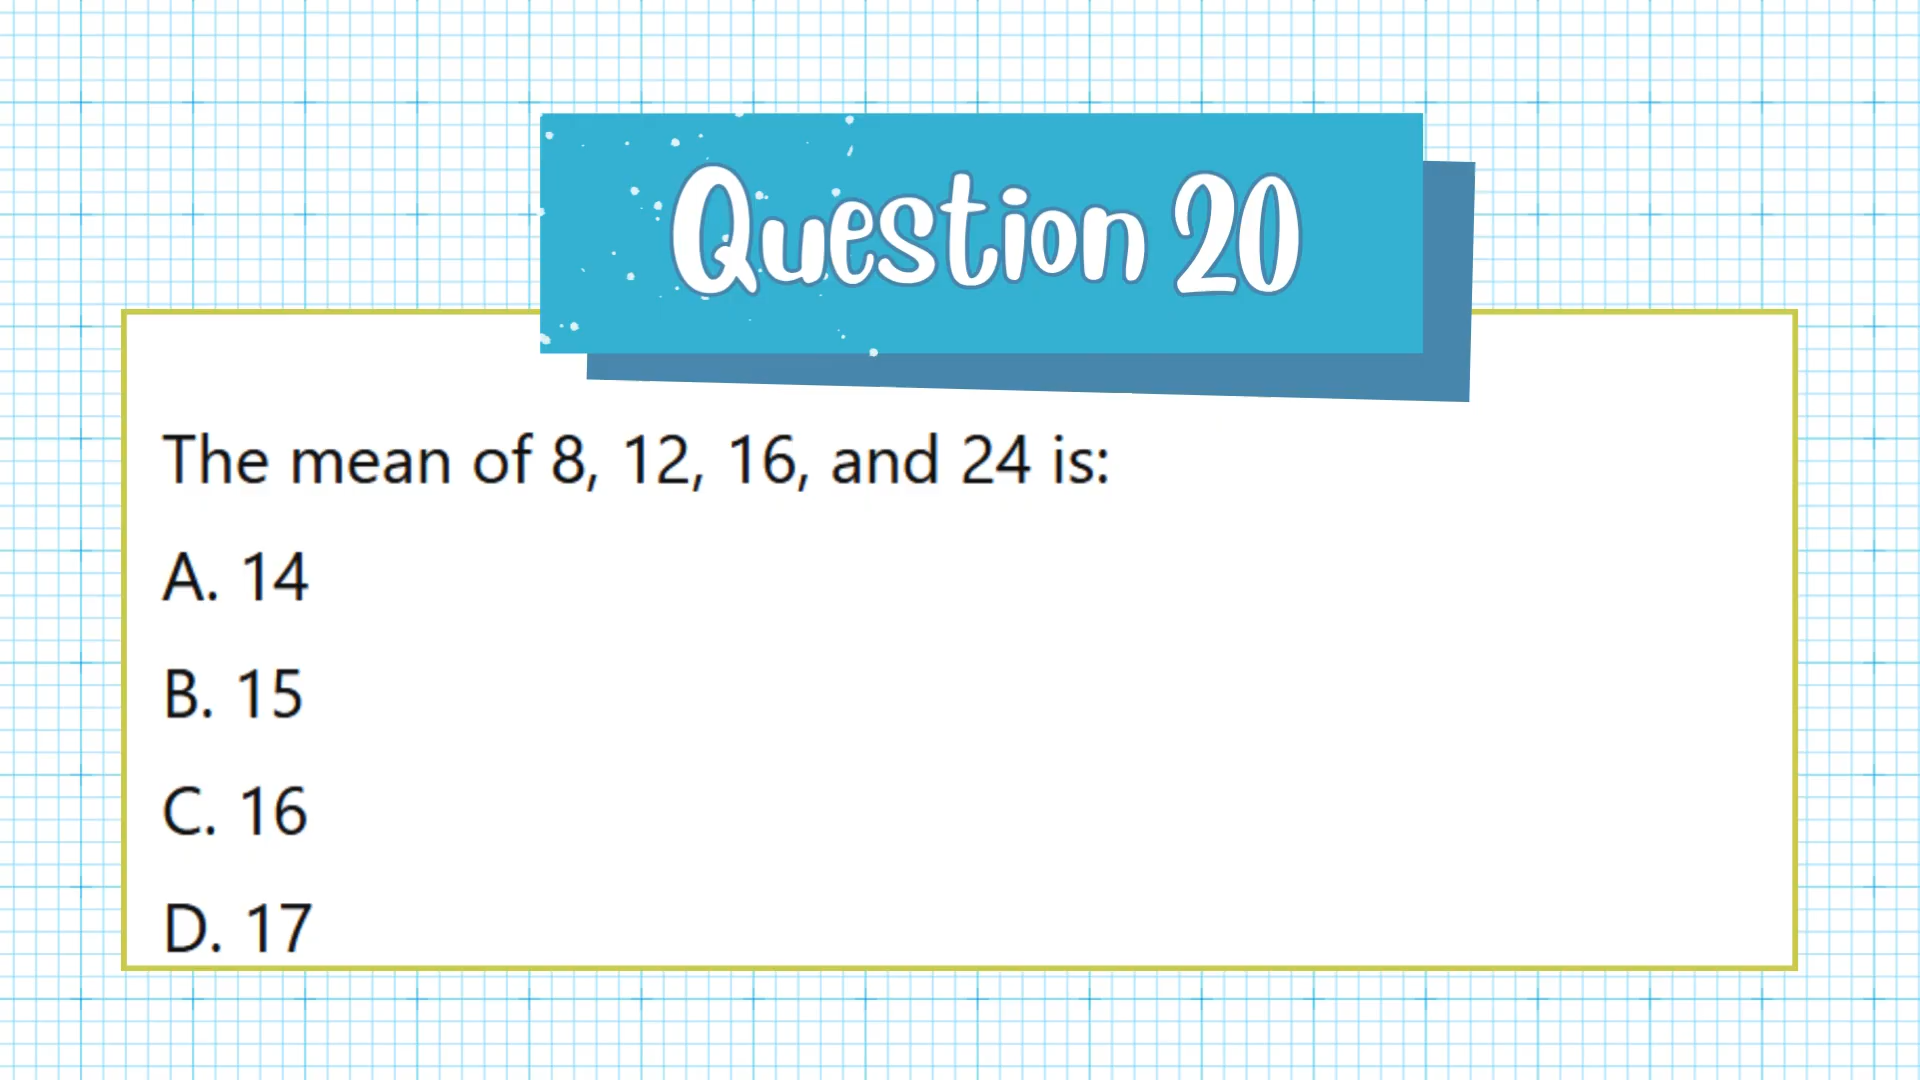 Question 20
The mean of 8, 12, 16, and 24 is:
A. 14
B. 15
C. 16
D. 17